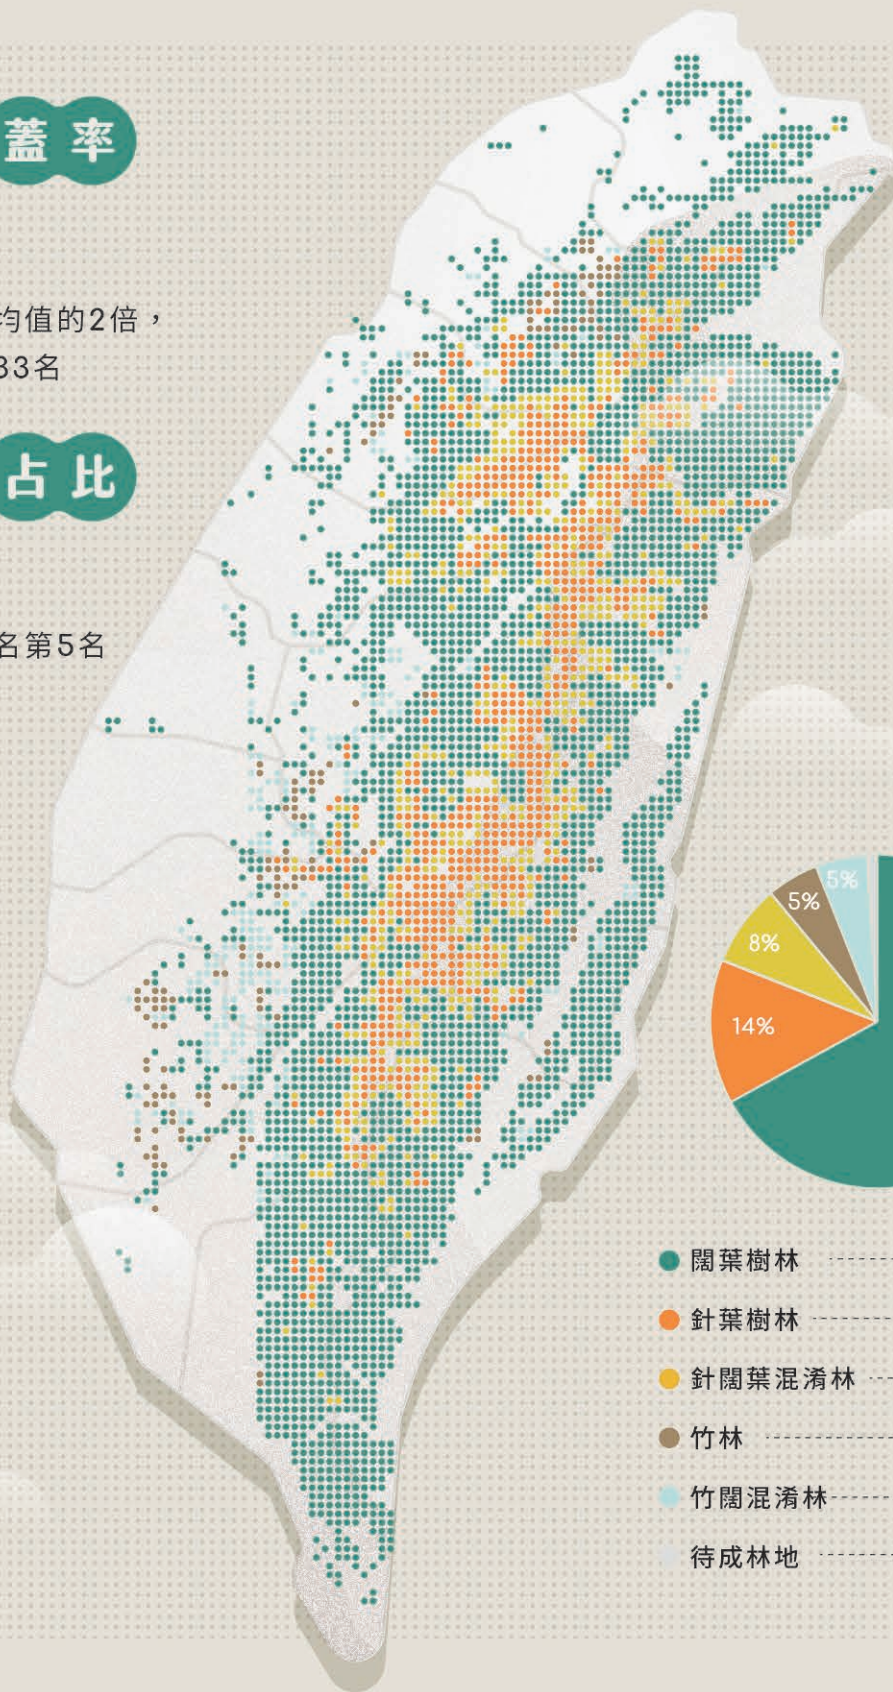 蓋率
均值的2倍，
33名
占比
名第5名
5%
5%
8%
14%
闊葉樹林
針葉樹林
針闊葉混淆林
竹林
竹闊混淆林
待成林地